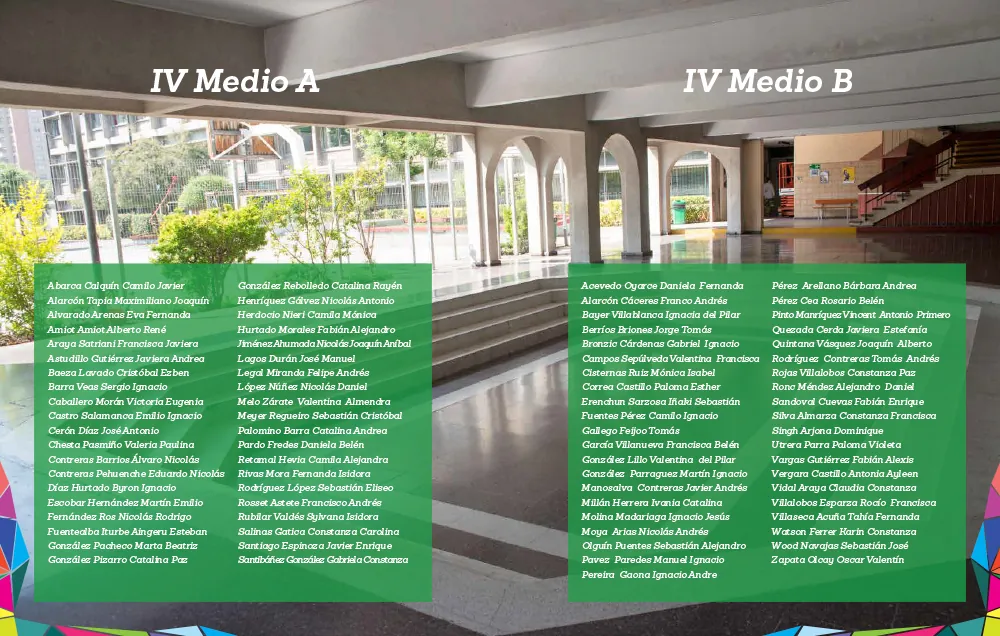 IV Medio A
Abarca Calquín Camilo Javier
Alarcón Tapia Maximiliano Joaquín
Alvarado Arenas Eva Fernanda
Amiot Amiot Alberto René
Araya Satriani Francisca Javiera
Astudillo Gutiérrez Javiera Andrea
Baeza Lavado Cristóbal Ezben
Barra Veas Sergio Ignacio
Caballero Morán Victoria Eugenia
Castro Salamanca Emilio Ignacio
Cerón Díaz José Antonio
Chesta Pasmiño Valeria Paulina
Contreras Barrios Álvaro Nicolás
Contreras Pehuenche Eduardo Nicolás
Díaz Hurtado Byron Ignacio
Escobar Hernández Martín Emilio
Fernández Ros Nicolás Rodrigo
Fuentealba Iturbe Aingeru Esteban
González Pacheco Marta Beatriz
González Pizarro Catalina Paz
González Rebolledo Catalina Rayén
Henríquez Gálvez Nicolás Antonio
Herdocio Nieri Camila Mónica
Hurtado Morales Fabián Alejandro
Jiménez Ahumada Nicolás Joaquín Aníbal
Lagos Durán José Manuel
Legal Miranda Felipe Andrés
López Núñez Nicolás Daniel
Melo Zárate Valentina Almendra
Meyer Regueiro Sebastián Cristóbal
Palomino Barra Catalina Andrea
Pardo Fredes Daniela Belén
Retamal Hevia Camila Alejandra
Rivas Mora Fernanda Isidora
Rodríguez López Sebastián Eliseo
Rosset Astete Francisco Andrés
Rubilar Valdés Sylvana Isidora
Salinas Gatica Constanza Carolina
Santiago Espinoza Javier Enrique
Santibáñez González Gabriela Constanza
IV Medio B
Acevedo Oyarce Daniela Fernanda
Alarcón Cáceres Franco Andrés
Bayer Villablanca Ignacia del Pilar
Berríos Briones Jorge Tomás
Bronzic Cárdenas Gabriel Ignacio
Campos Sepúlveda Valentina Francisca
Cisternas Ruiz Mónica Isabel
Correa Castillo Paloma Esther
Erenchun Sarzosa Iñaki Sebastián
Fuentes Pérez Camilo Ignacio
Gallego Feijoo Tomás
García Villanueva Francisca Belén
González Lillo Valentina del Pilar
González Parraguez Martín Ignacio
Manosalva Contreras Javier Andrés
Millán Herrera Ivania Catalina
Molina Madariaga Ignacio Jesús
Moya Arias Nicolás Andrés
Olguín Puentes Sebastián Alejandro
Pavez Paredes Manuel Ignacio
Pereira Gaona Ignacio Andre
Pérez Arellano Bárbara Andrea
Pérez Cea Rosario Belén
Pinto Manríquez Vincent Antonio Primero
Quezada Cerda Javiera Estefanía
Quintana Vásquez Joaquín Alberto
Rodríguez Contreras Tomás Andrés
Rojas Villalobos Constanza Paz
Ronc Méndez Alejandro Daniel
Sandoval Cuevas Fabián Enrique
Silva Almarza Constanza Francisca
Singh Arjona Dominique
Utrera Parra Paloma Violeta
Vargas Gutiérrez Fabián Alexis
Vergara Castillo Antonia Ayleen
Vidal Araya Claudia Constanza
Villalobos Esparza Rocío Francisca
Villaseca Acuña Tahía Fernanda
Watson Ferrer Karin Constanza
Wood Navajas Sebastián José
Zapata Olcay Oscar Valentín